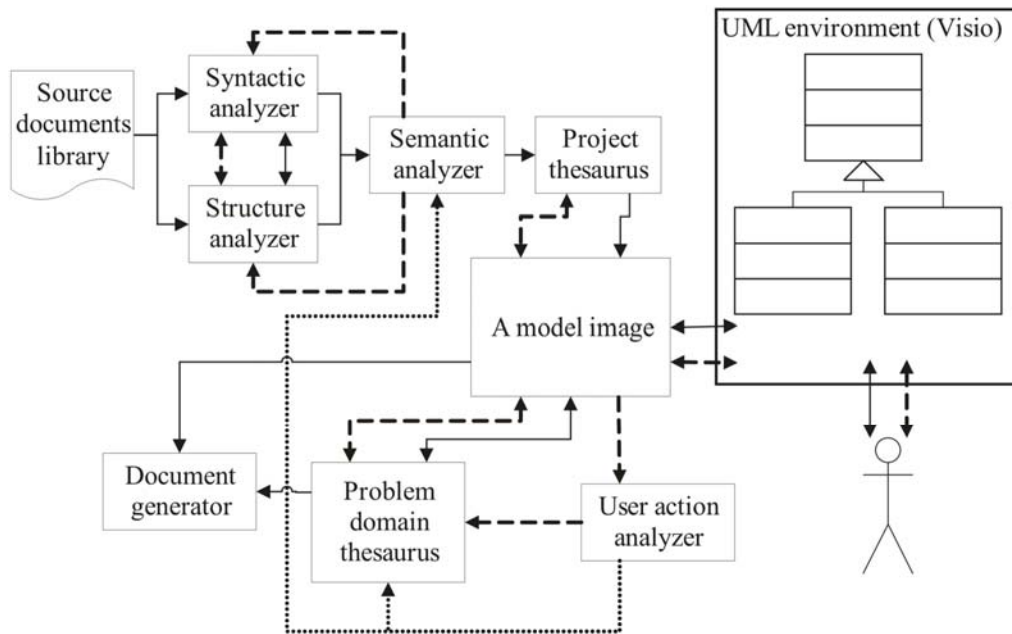 UML environment (Visio)
Source
documents
library
Syntactic
analyzer
Structure
analyzer
Semantic
analyzer
Project
thesaurus
A model image
Document
generator
Problem
domain
thesaurus
User action
analyzer